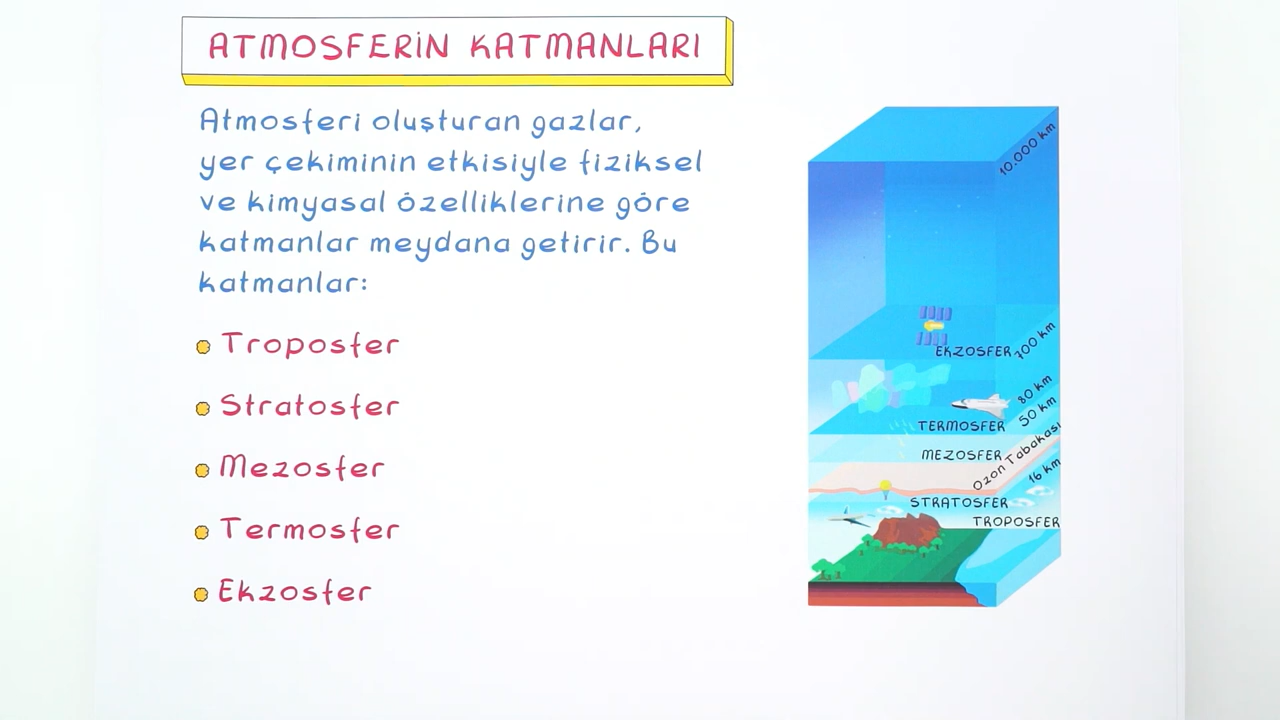 ATMOSFERİN KATMANLARI
Atmosferi oluşturan gazlar,
yer çekiminin etkisiyle fiziksel
ve kimyasal özelliklerine göre
katmanlar meydana getirir. Bu
katmanlar:
Troposfer
Stratosfer
Mezosfer
Termosfer
Ekzosfer
10.000 km
EKZOSFER
700 km
80 km
TERMOSFER
50 km
MEZOSFER
Ozon Tabakası
16 km
STRATOSFER
TROPOSFER